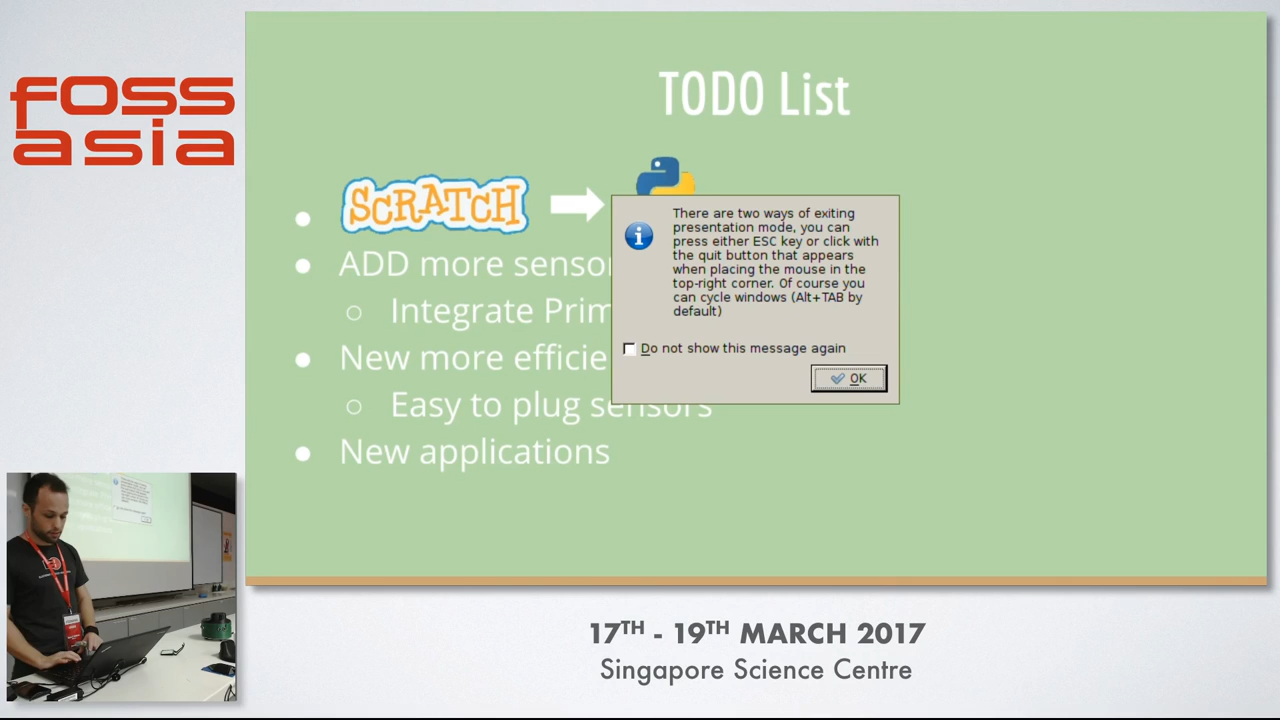 foss
asia
TODO List
SCRATCH
ADD more
Integrate
New more
Easy to plug sensors
New applications
There are two ways of exiting
presentation mode, you can
press either ESC key or click with
the quit button that appears
when placing the mouse in the
top-right corner. Of course you
can cycle windows (Alt+TAB by
default)
Do not show this message again
OK
17TH - 19TH MARCH 2017
Singapore Science Centre